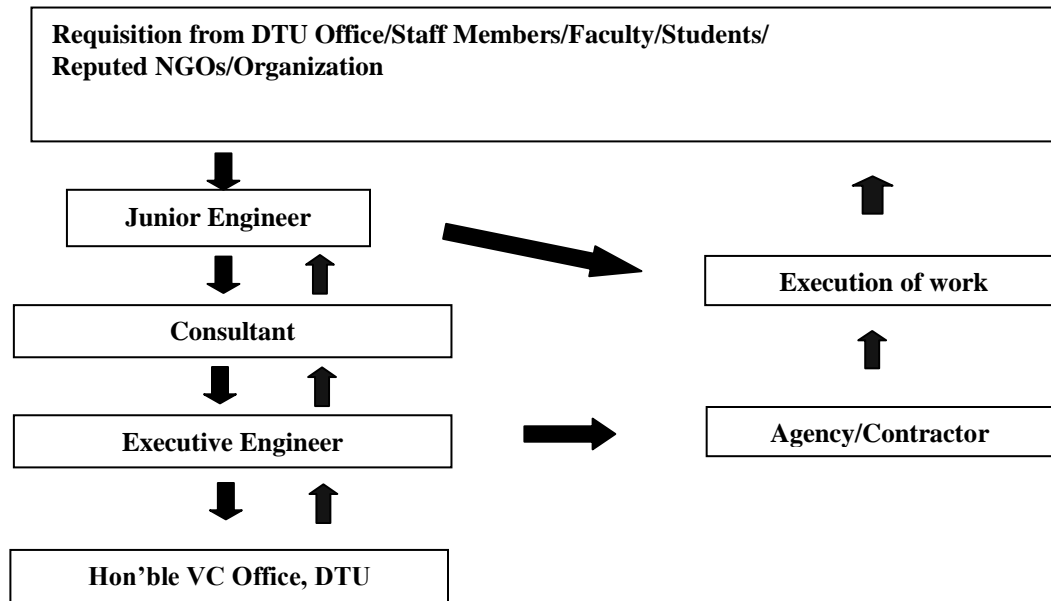 Requisition from DTU Office/Staff Members/Faculty/Students/
Reputed NGOs/Organization
Junior Engineer
Execution of work
Consultant
Executive Engineer
Agency/Contractor
Hon’ble VC Office, DTU